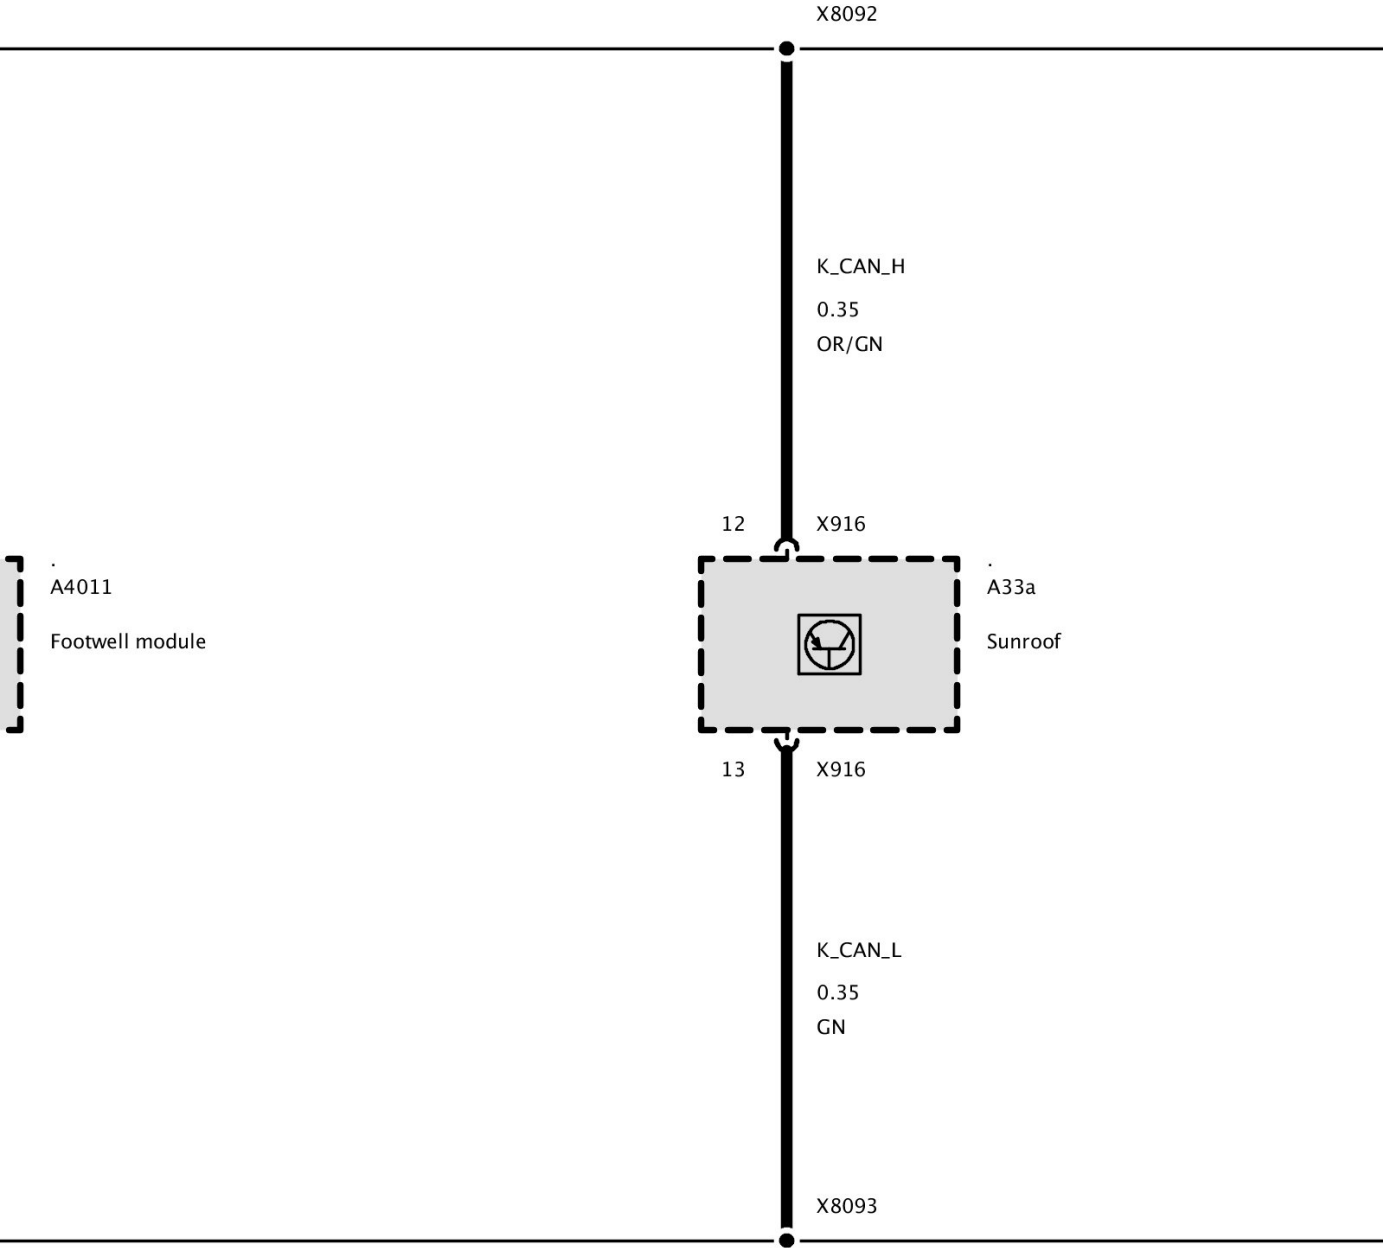 X8092
K_CAN_H
0.35
OR/GN
12 X916
.
A4011
Footwell module
.
A33a
Sunroof
13 X916
K_CAN_L
0.35
GN
X8093